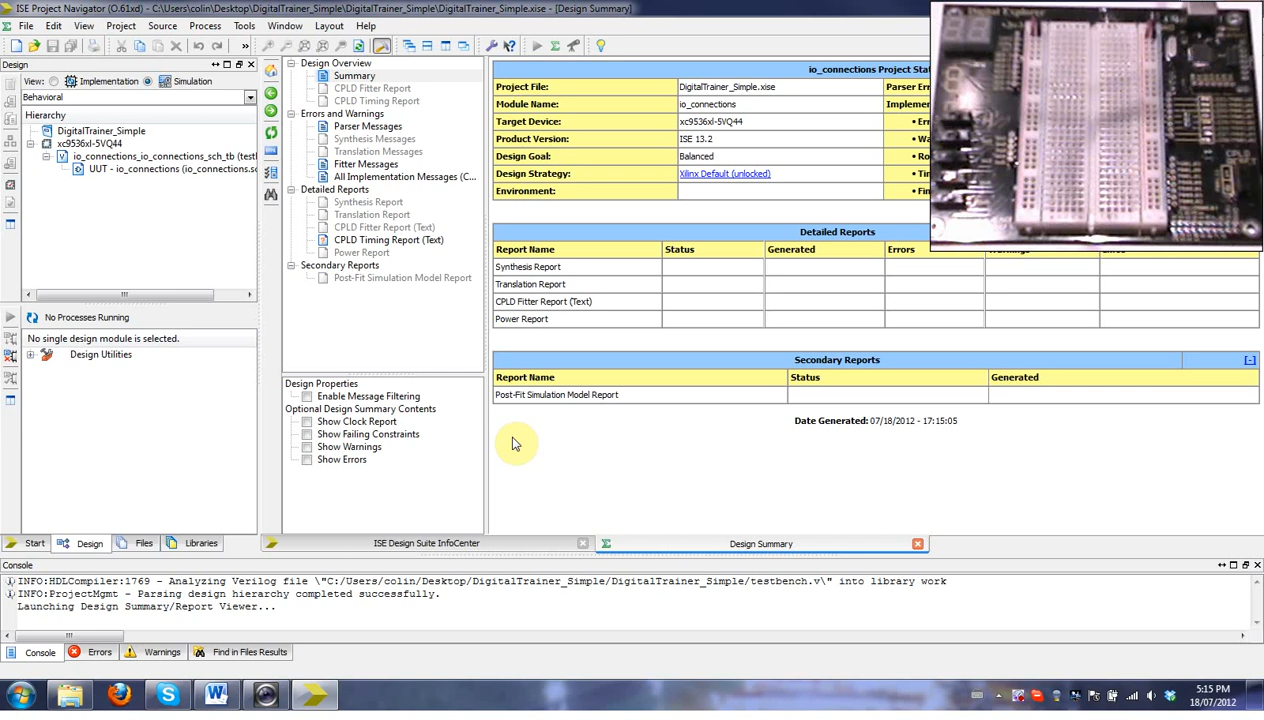 ISE Project Navigator (O.61xd) - C:\Users\colin\Desktop\DigitalTrainer_Simple\DigitalTrainer_Simple\DigitalTrainer_Simple.xise - [Design Summary]
File Edit View Project Source Process Tools Window Layout Help
Design
View: Implementation Simulation
Behavioral
Hierarchy
DigitalTrainer_Simple
xc9536xl-5VQ44
io_connections_io_connections_sch_tb (test
UUT - io_connections (io_connections.sc
No Processes Running
No single design module is selected.
Design Utilities
Start Design Files Libraries
Design Overview
Summary
CPLD Fitter Report
CPLD Timing Report
Errors and Warnings
Parser Messages
Synthesis Messages
Translation Messages
Fitter Messages
All Implementation Messages (C...
Detailed Reports
Synthesis Report
Translation Report
CPLD Fitter Report (Text)
CPLD Timing Report (Text)
Power Report
Secondary Reports
Post-Fit Simulation Model Report
Design Properties
Enable Message Filtering
Optional Design Summary Contents
Show Clock Report
Show Failing Constraints
Show Warnings
Show Errors
io_connections Project Stat
Project File: DigitalTrainer_Simple.xise Parser Err
Module Name: io_connections Implemen
Target Device: xc9536xl-5VQ44 • Err
Product Version: ISE 13.2 • Wa
Design Goal: Balanced • Ro
Design Strategy: Xilinx Default (unlocked) • Tin
Environment: • Fin
Detailed Reports
Report Name Status Generated Errors
Synthesis Report
Translation Report
CPLD Fitter Report (Text)
Power Report
Secondary Reports [-]
Report Name Status Generated
Post-Fit Simulation Model Report
Date Generated: 07/18/2012 - 17:15:05
Digital Explorer
CPLD
ISE Design Suite InfoCenter Design Summary
Console
INFO:HDLCompiler:1769 - Analyzing Verilog file \"C:/Users/colin/Desktop/DigitalTrainer_Simple/DigitalTrainer_Simple/testbench.v\" into library work
INFO:ProjectMgmt - Parsing design hierarchy completed successfully.
Launching Design Summary/Report Viewer...
Console Errors Warnings Find in Files Results
5:15 PM
18/07/2012